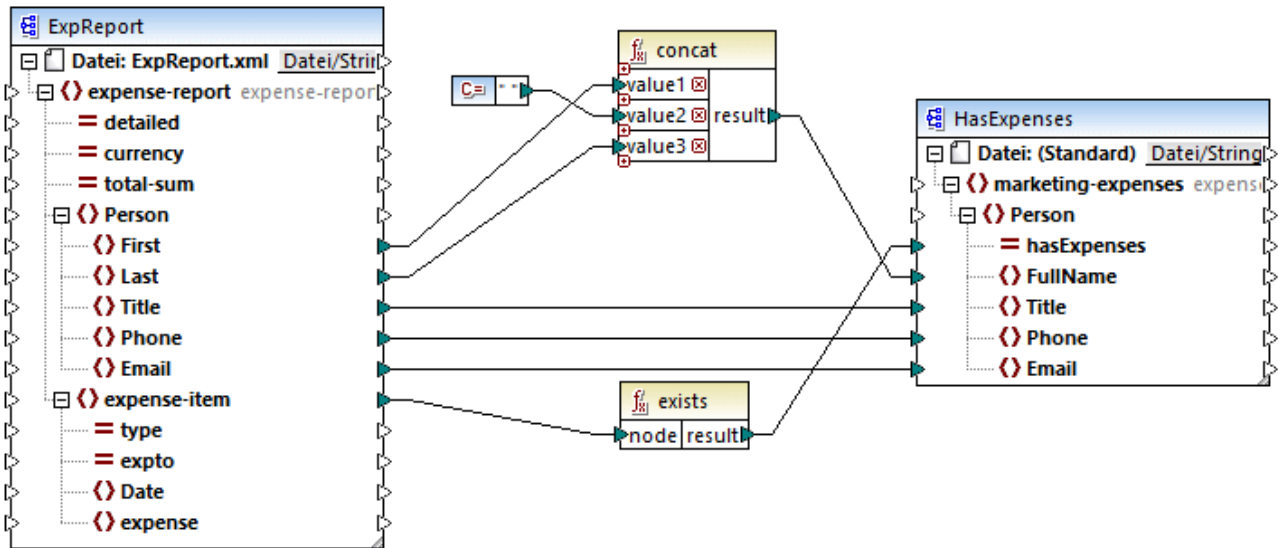 ExpReport
Datei: ExpReport.xml Datei/Strin
expense-report expense-repor
detailed
currency
total-sum
Person
First
Last
Title
Phone
Email
expense-item
type
expto
Date
expense
C= " "
concat
value1
value2 result
value3
exists
node result
HasExpenses
Datei: (Standard) Datei/String
marketing-expenses expens
Person
hasExpenses
FullName
Title
Phone
Email